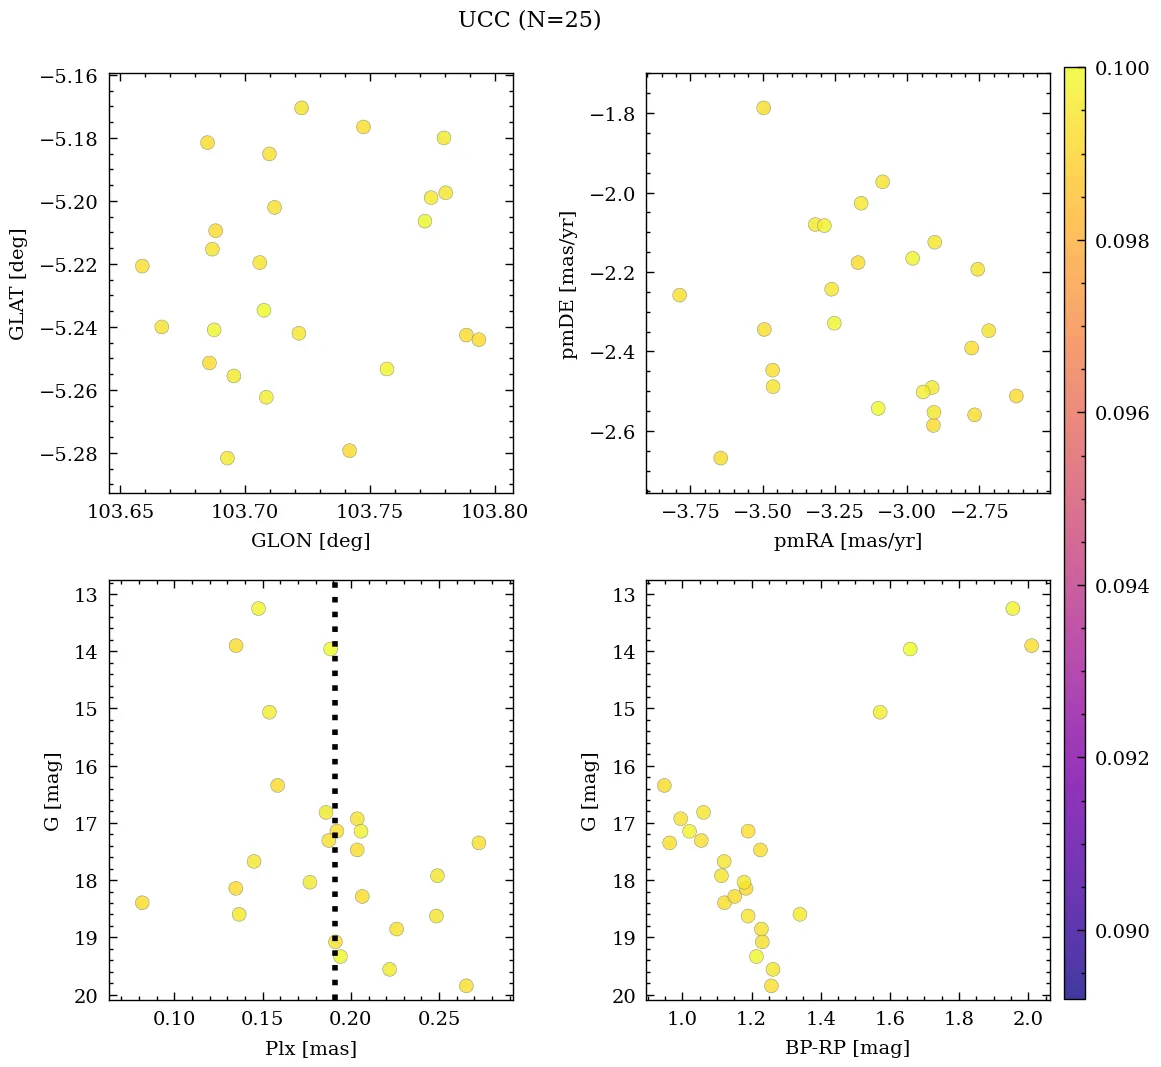 UCC (N=25)
−5.16
−5.18
−5.20
−5.22
−5.24
−5.26
−5.28
GLAT [deg]
103.65 103.70 103.75 103.80
GLON [deg]
−1.8
−2.0
−2.2
−2.4
−2.6
pmDE [mas/yr]
−3.75 −3.50 −3.25 −3.00 −2.75
pmRA [mas/yr]
13
14
15
16
17
18
19
20
G [mag]
0.10 0.15 0.20 0.25
Plx [mas]
13
14
15
16
17
18
19
20
G [mag]
1.0 1.2 1.4 1.6 1.8 2.0
BP-RP [mag]
0.100
0.098
0.096
0.094
0.092
0.090